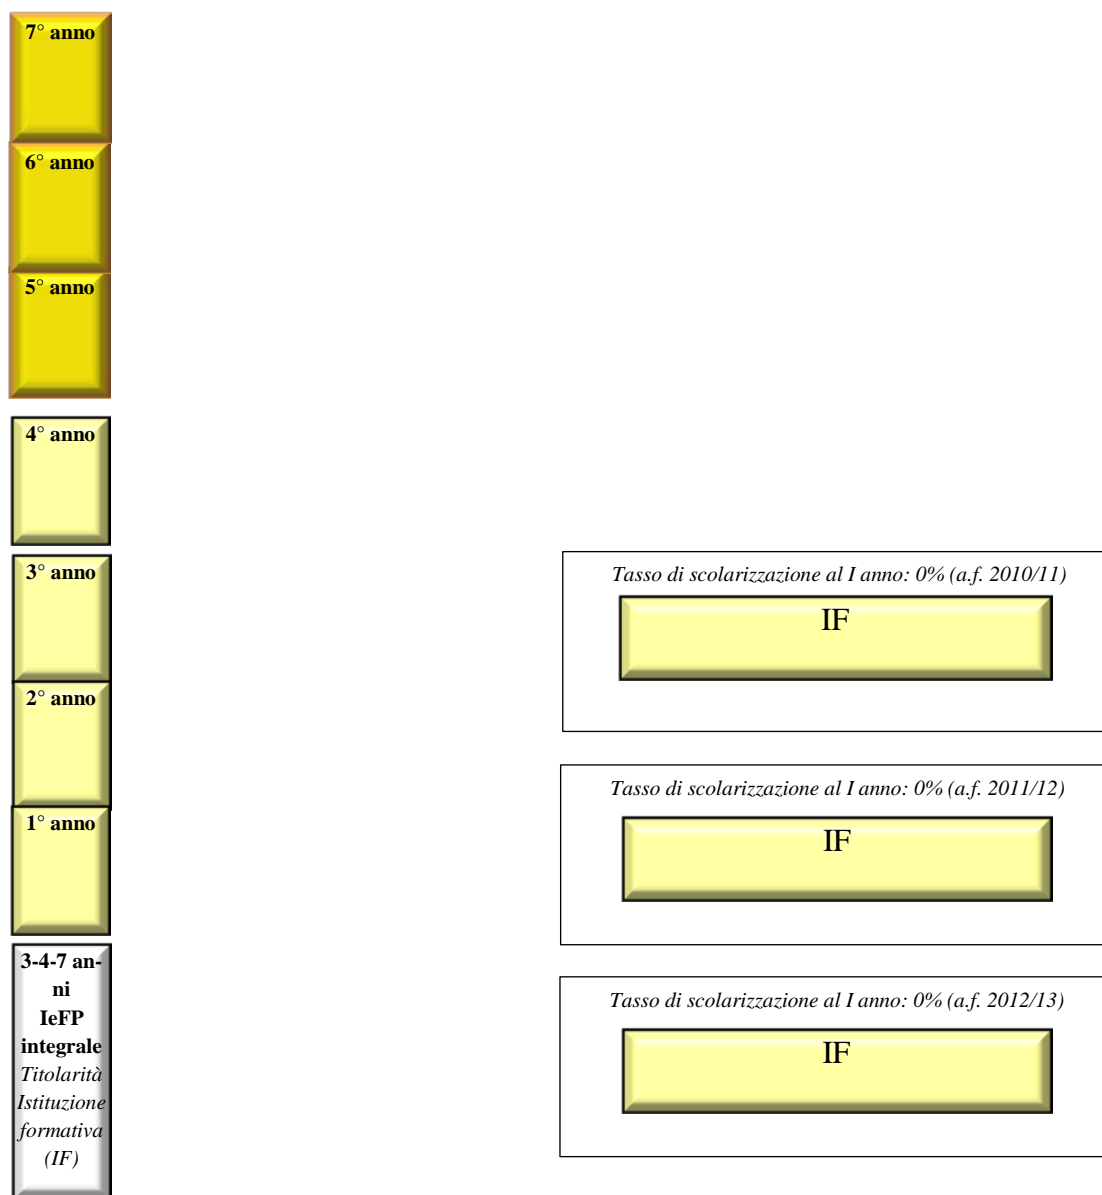 7° anno
6° anno
5° anno
4° anno
3° anno
2° anno
1° anno
3-4-7 an-
ni
IeFP
integrale
Titolarità
Istituzione
formativa
(IF)
Tasso di scolarizzazione al I anno: 0% (a.f. 2010/11)
IF
Tasso di scolarizzazione al I anno: 0% (a.f. 2011/12)
IF
Tasso di scolarizzazione al I anno: 0% (a.f. 2012/13)
IF